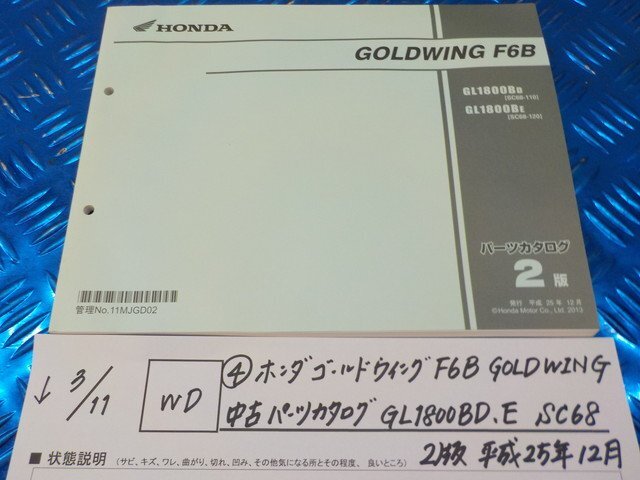 HONDA
GOLDWING F6B
GL1800BD
(SC68-110)
GL1800BE
(SC68-120)
パーツカタログ
2版
発行 平成 25年 12月
©Honda Motor Co., Ltd. 2013
管理No.11MJGD02
↓ 3/11 WD ④ ホンダゴールドウィングF6B GOLDWING
中古パーツカタログ GL1800BD.E SC68
2版 平成25年12月
■ 状態説明 (サビ、キズ、ワレ、曲がり、切れ、凹み、その他気になる所とその程度、良いところ)